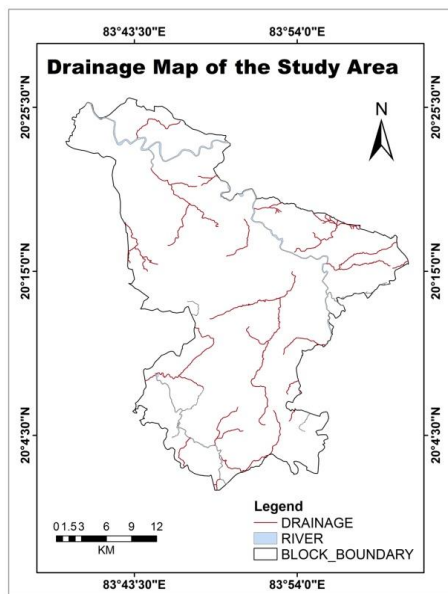 83°43'30"E 83°54'0"E
Drainage Map of the Study Area
N
20°25'30"N 20°25'30"N
20°15'0"N 20°15'0"N
20°4'30"N 20°4'30"N
Legend
DRAINAGE
RIVER
BLOCK_BOUNDARY
0 1.5 3 6 9 12
KM
83°43'30"E 83°54'0"E